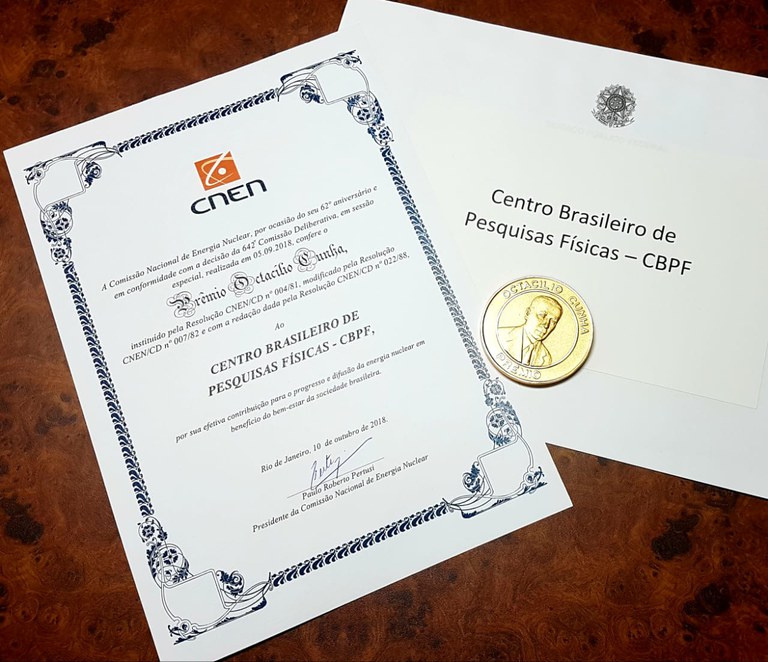 CNEN
A Comissão Nacional de Energia Nuclear, por ocasião do seu 62º aniversário e
em conformidade com a decisão da 642ª Comissão Deliberativa, em sessão
especial, realizada em 05.09.2018, confere o
Prêmio Octacílio Cunha,
instituído pela Resolução CNEN/CD nº 004/81, modificado pela Resolução
CNEN/CD nº 007/82 e com a redação dada pela Resolução CNEN/CD nº 022/88,
Ao
CENTRO BRASILEIRO DE
PESQUISAS FÍSICAS - CBPF,
por sua efetiva contribuição para o progresso e difusão da energia nuclear em
benefício do bem-estar da sociedade brasileira.
Rio de Janeiro, 10 de outubro de 2018.
Paulo Roberto Pertusi
Presidente da Comissão Nacional de Energia Nuclear
Centro Brasileiro de
Pesquisas Físicas – CBPF
OCTACILIO CUNHA
PRÊMIO